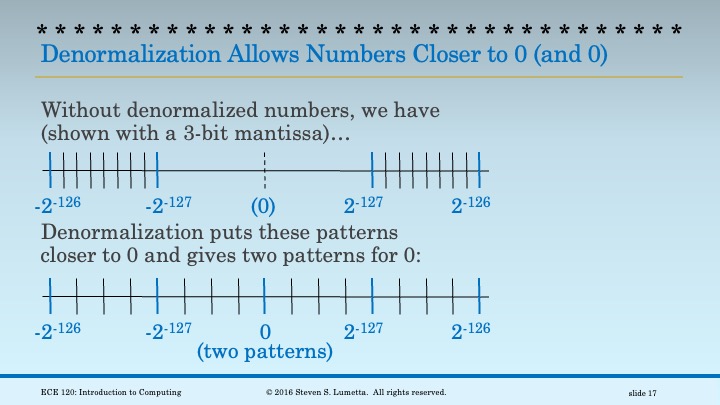 * * * * * * * * * * * * * * * * * * * * * * * * * * * * * * * * * * *
Denormalization Allows Numbers Closer to 0 (and 0)
Without denormalized numbers, we have
(shown with a 3-bit mantissa)…
-2⁻¹²⁶ -2⁻¹²⁷ (0) 2⁻¹²⁷ 2⁻¹²⁶
Denormalization puts these patterns
closer to 0 and gives two patterns for 0:
-2⁻¹²⁶ -2⁻¹²⁷ 0 2⁻¹²⁷ 2⁻¹²⁶
(two patterns)
ECE 120: Introduction to Computing © 2016 Steven S. Lumetta. All rights reserved. slide 17